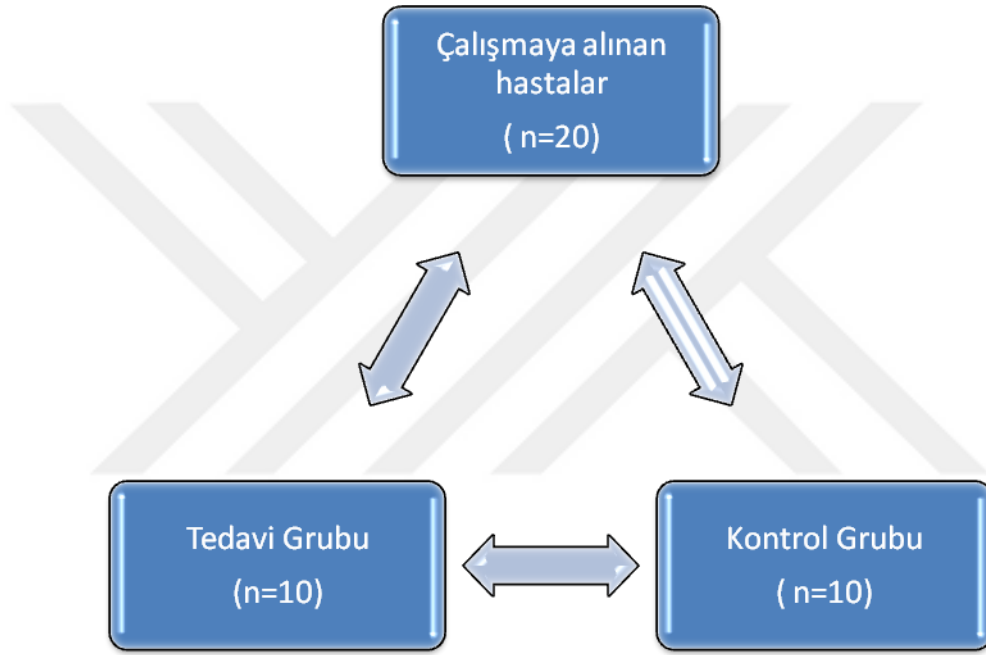 Çalışmaya alınan
hastalar
( n=20)
Tedavi Grubu
(n=10)
Kontrol Grubu
( n=10)